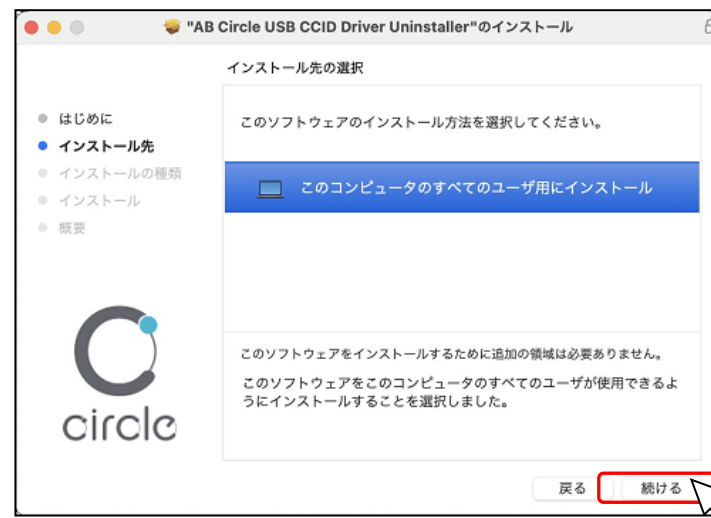 "AB Circle USB CCID Driver Uninstaller"のインストール
インストール先の選択
はじめに
インストール先
インストールの種類
インストール
概要
このソフトウェアのインストール方法を選択してください。
このコンピュータのすべてのユーザ用にインストール
このソフトウェアをインストールするために追加の領域は必要ありません。
このソフトウェアをこのコンピュータのすべてのユーザが使用できるよ
うにインストールすることを選択しました。
circle
戻る
続ける